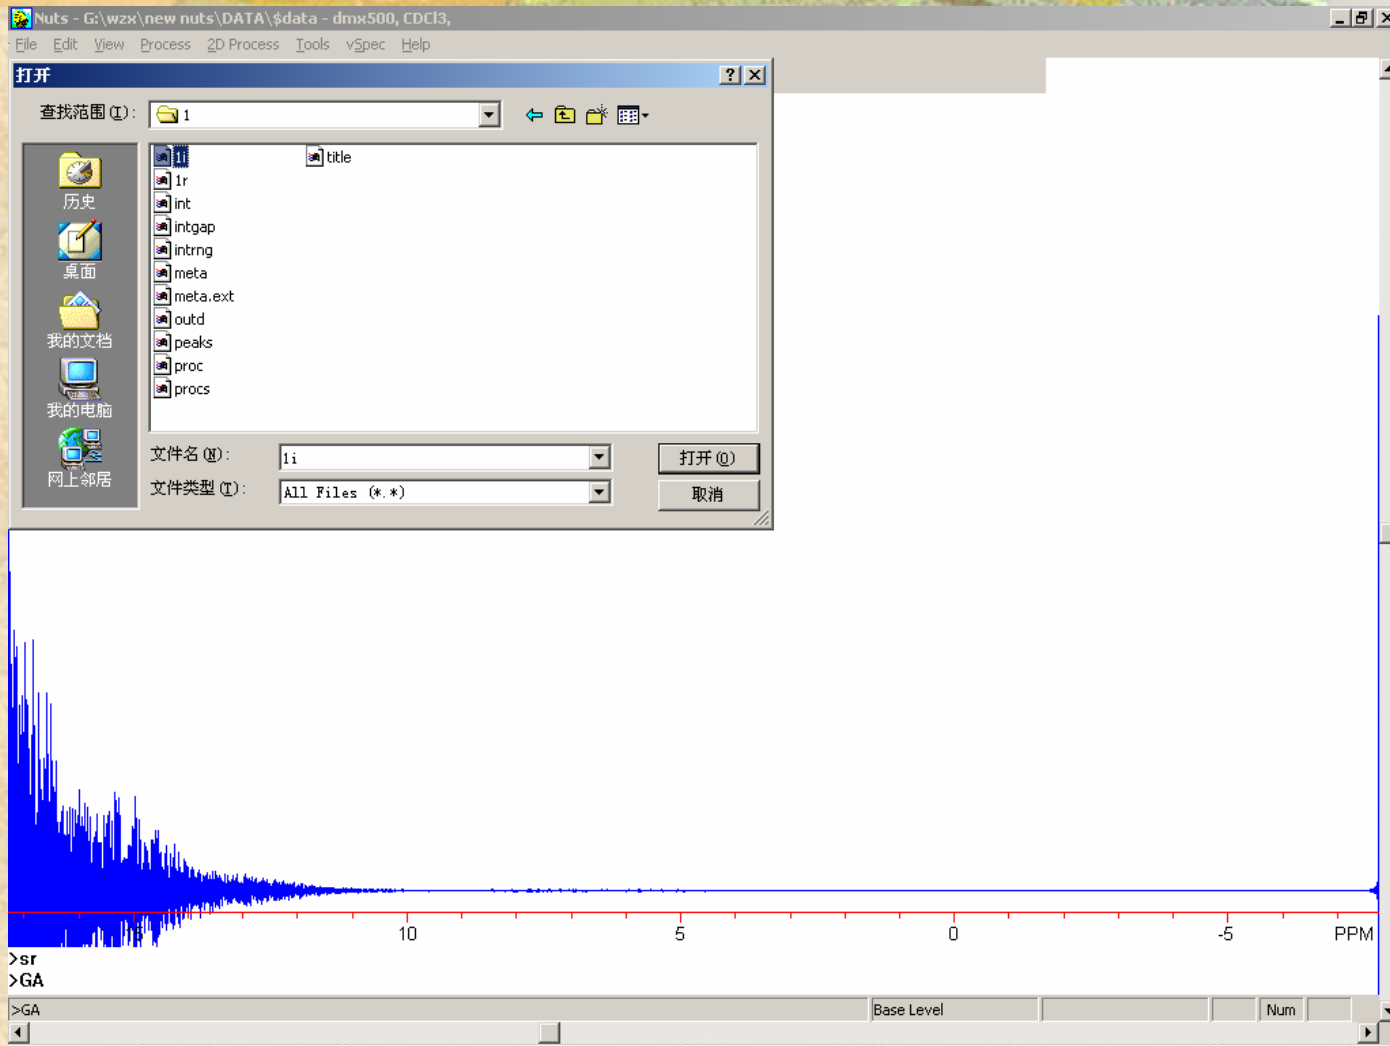 Nuts - G:\wzx\new nuts\DATA\$data - dmx500, CDCl3,
File Edit View Process 2D Process Tools vSpec Help
打开
查找范围(I): 1
1i title
1r
int
intgap
intrng
meta
meta.ext
outd
peaks
proc
procs
历史
桌面
我的文档
我的电脑
网上邻居
文件名(N): 1i 打开(O)
文件类型(T): All Files (*.*) 取消
15 10 5 0 -5 PPM
>sr
>GA
>GA Base Level Num